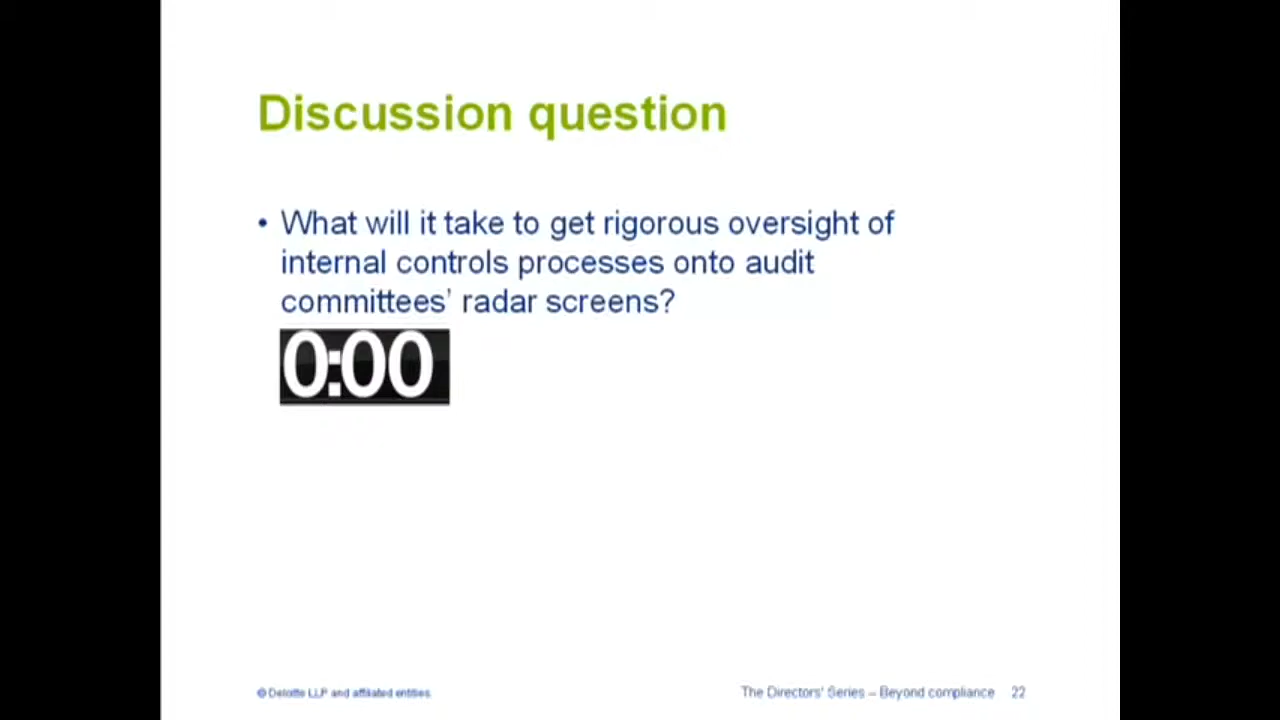 Discussion question
• What will it take to get rigorous oversight of
internal controls processes onto audit
committees' radar screens?
0:00
© Deloitte LLP and affiliated entities.
The Directors' Series – Beyond compliance 22